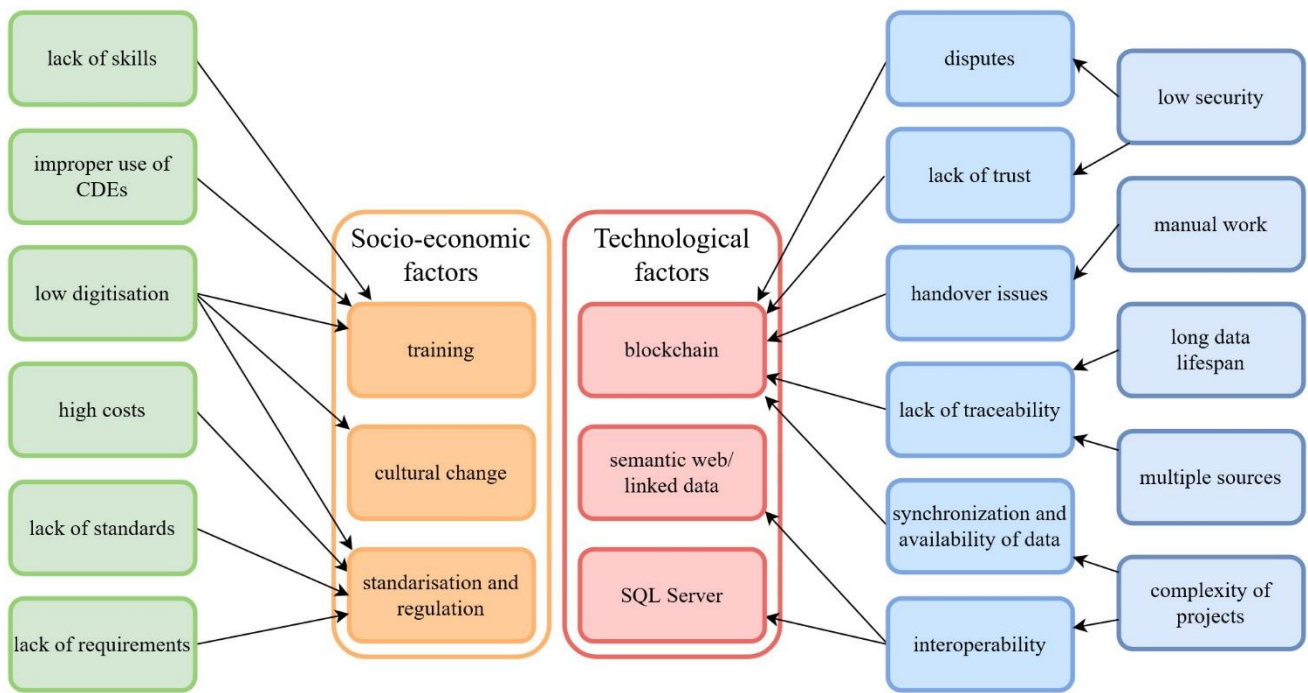 lack of skills
improper use of
CDEs
low digitisation
high costs
lack of standards
lack of requirements
Socio-economic
factors
training
cultural change
standarisation and
regulation
Technological
factors
blockchain
semantic web/
linked data
SQL Server
disputes
lack of trust
handover issues
lack of traceability
synchronization and
availability of data
interoperability
low security
manual work
long data
lifespan
multiple sources
complexity of
projects